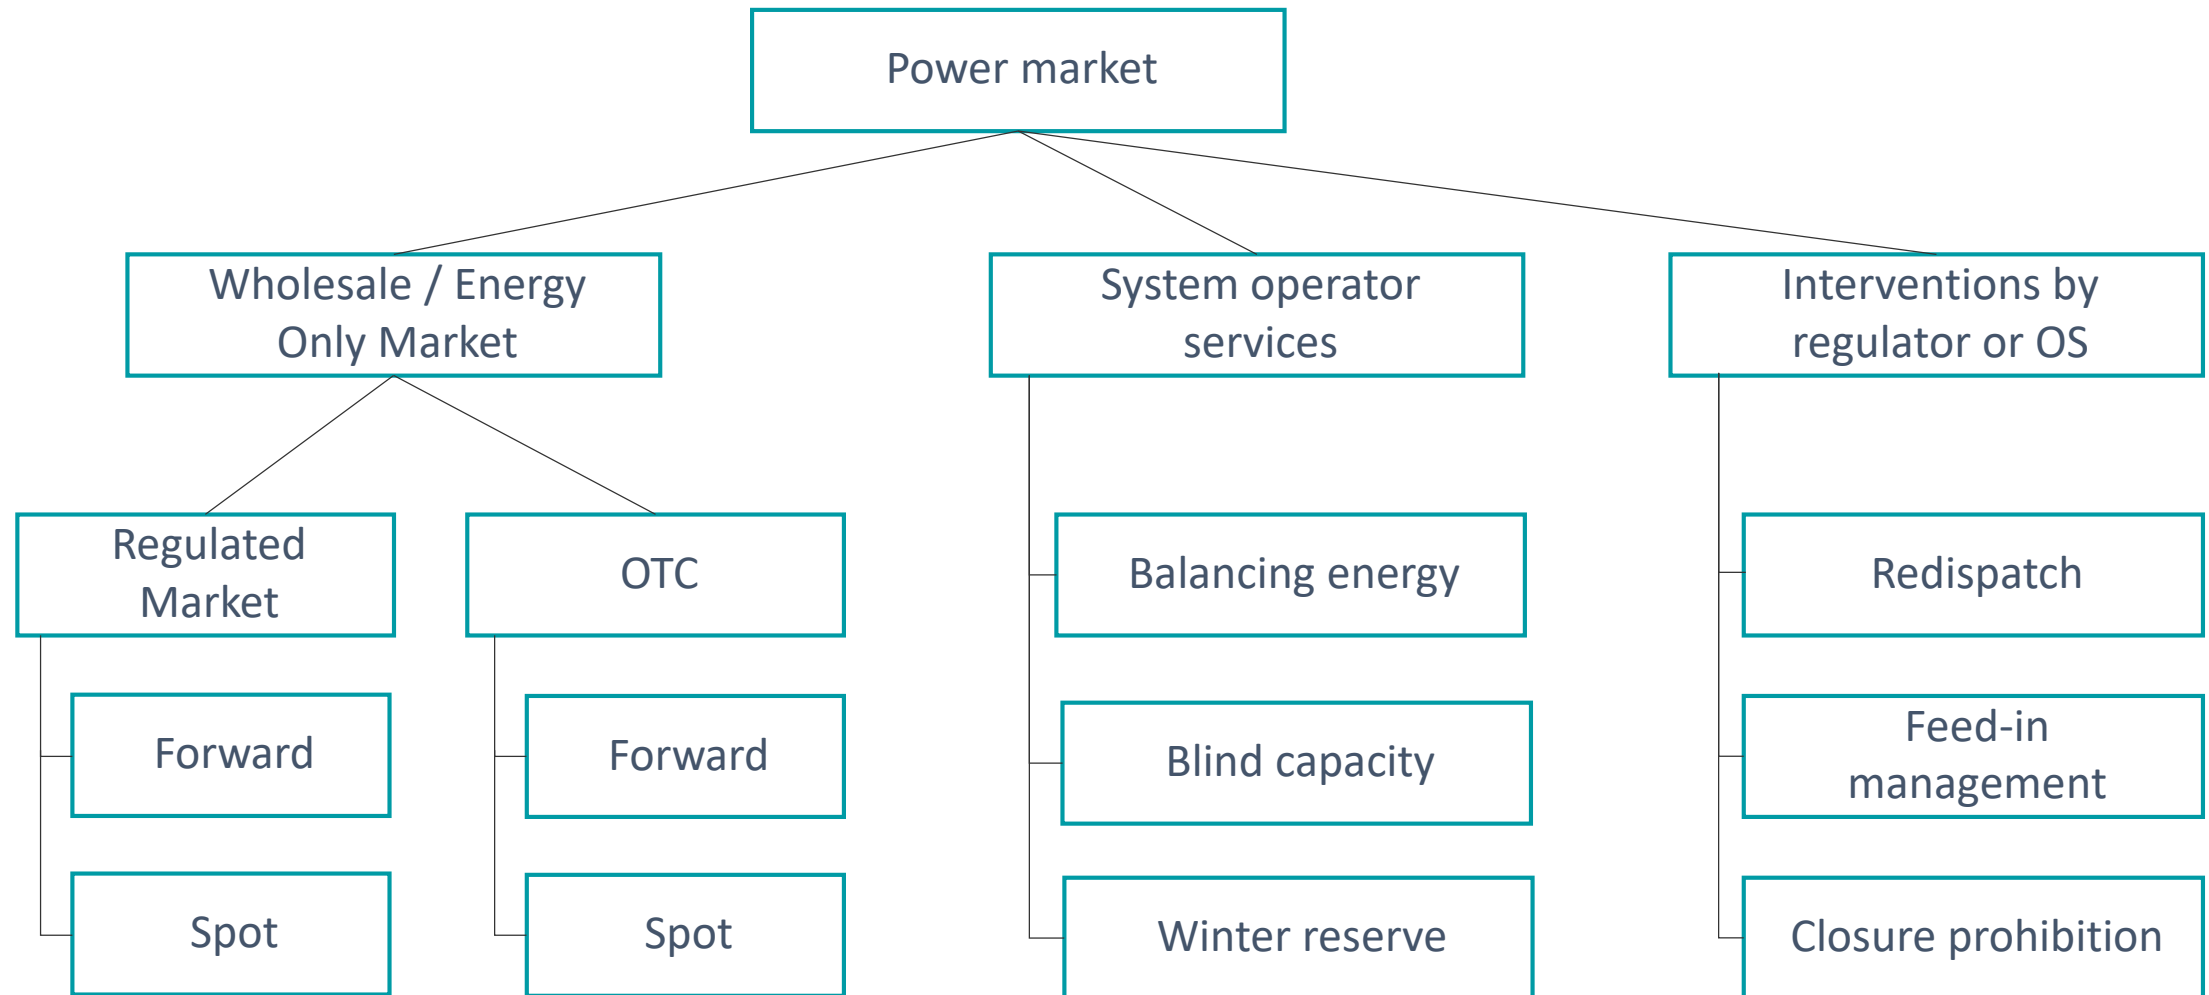 Power market
Wholesale / Energy
Only Market
System operator
services
Interventions by
regulator or OS
Regulated
Market
OTC
Balancing energy
Redispatch
Forward
Forward
Blind capacity
Feed-in
management
Spot
Spot
Winter reserve
Closure prohibition